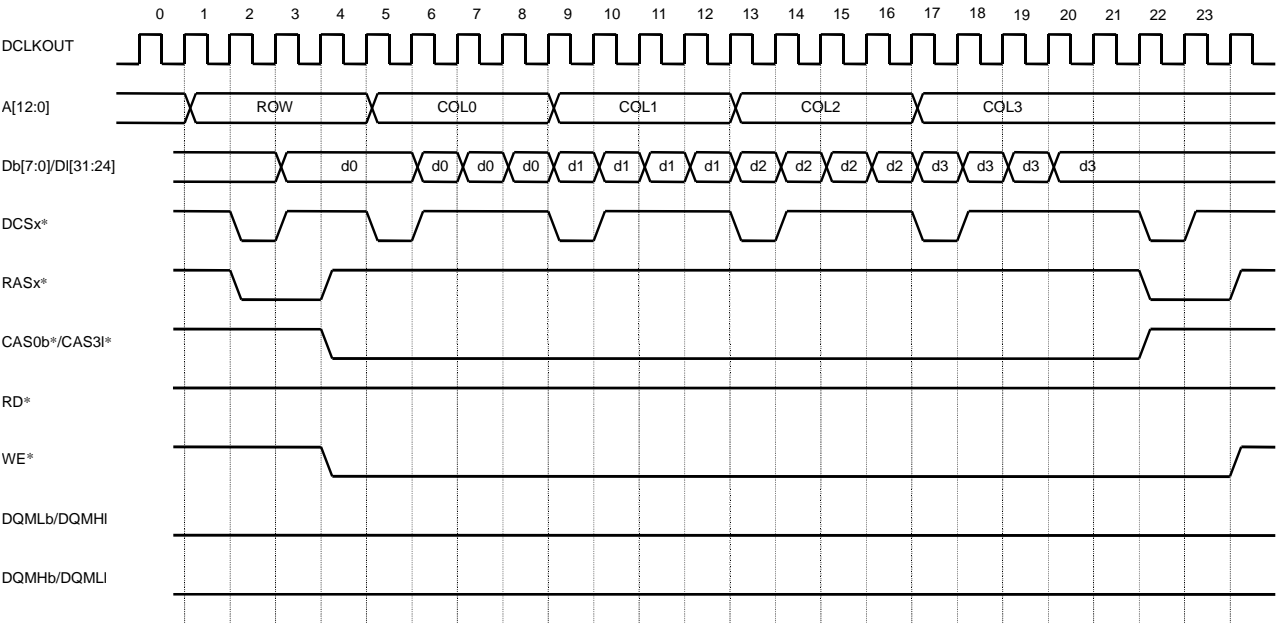 0 1 2 3 4 5 6 7 8 9 10 11 12 13 14 15 16 17 18 19 20 21 22 23
DCLKOUT
A[12:0] ROW COL0 COL1 COL2 COL3
Db[7:0]/Dl[31:24] d0 d0 d0 d0 d1 d1 d1 d1 d2 d2 d2 d2 d3 d3 d3 d3
DCSx*
RASx*
CAS0b*/CAS3l*
RD*
WE*
DQMLb/DQMHl
DQMHb/DQMLl